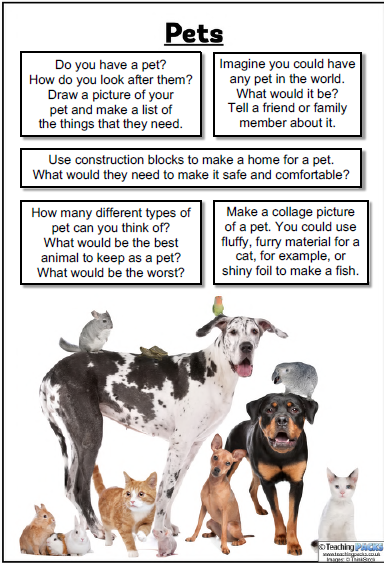 Pets
Do you have a pet?
How do you look after them?
Draw a picture of your
pet and make a list of
the things that they need.
Imagine you could have
any pet in the world.
What would it be?
Tell a friend or family
member about it.
Use construction blocks to make a home for a pet.
What would they need to make it safe and comfortable?
How many different types of
pet can you think of?
What would be the best
animal to keep as a pet?
What would be the worst?
Make a collage picture
of a pet. You could use
fluffy, furry material for a
cat, for example, or
shiny foil to make a fish.
© Teaching PACKS
www.teachingpacks.co.uk
Images: © ThinkStock